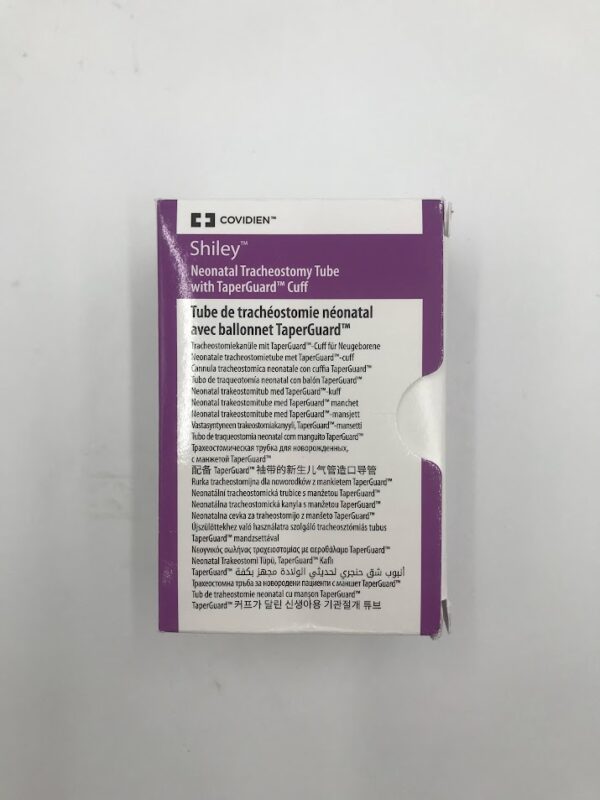 COVIDIEN™
Shiley™
Neonatal Tracheostomy Tube
with TaperGuard™ Cuff
Tube de trachéostomie néonatal
avec ballonnet TaperGuard™
Tracheostomiekanüle mit TaperGuard™-Cuff für Neugeborene
Neonatale tracheostomietube met TaperGuard™-cuff
Cannula tracheostomica neonatale con cuffia TaperGuard™
Tubo de traqueotomía neonatal con balón TaperGuard™
Neonatal trakeostomitub med TaperGuard™-kuff
Neonatal trakeostomitube med TaperGuard™ manchet
Neonatal trakeostomitube med TaperGuard™-mansjett
Vastasyntyneen trakeostomiakanyyli, TaperGuard™-mansetti
Tubo de traqueostomia neonatal com manguito TaperGuard™
Трахеостомическая трубка для новорожденных,
с манжетой TaperGuard™
配备 TaperGuard™ 袖带的新生儿气管造口导管
Rurka tracheostomijna dla noworodków z mankietem TaperGuard™
Neonatální tracheostomická trubice s manžetou TaperGuard™
Neonatálna tracheostomická kanyla s manžetou TaperGuard™
Neonatalna cevka za traheostomijo z manšeto TaperGuard™
Újszülöttekhez való használatra szolgáló tracheosztómiás tubus
TaperGuard™ mandzsettával
Νεογνικός σωλήνας τραχειοστομίας με αεροθάλαμο TaperGuard™
Neonatal Trakeostomi Tüpü, TaperGuard™ Kaflı
أنبوب شق حنجري لحديثي الولادة مجهز بكفة TaperGuard™
Трахеостомна тръба за новородени пациенти с маншет TaperGuard™
Tub de traheostomie neonatal cu manşon TaperGuard™
TaperGuard™ 커프가 달린 신생아용 기관절개 튜브